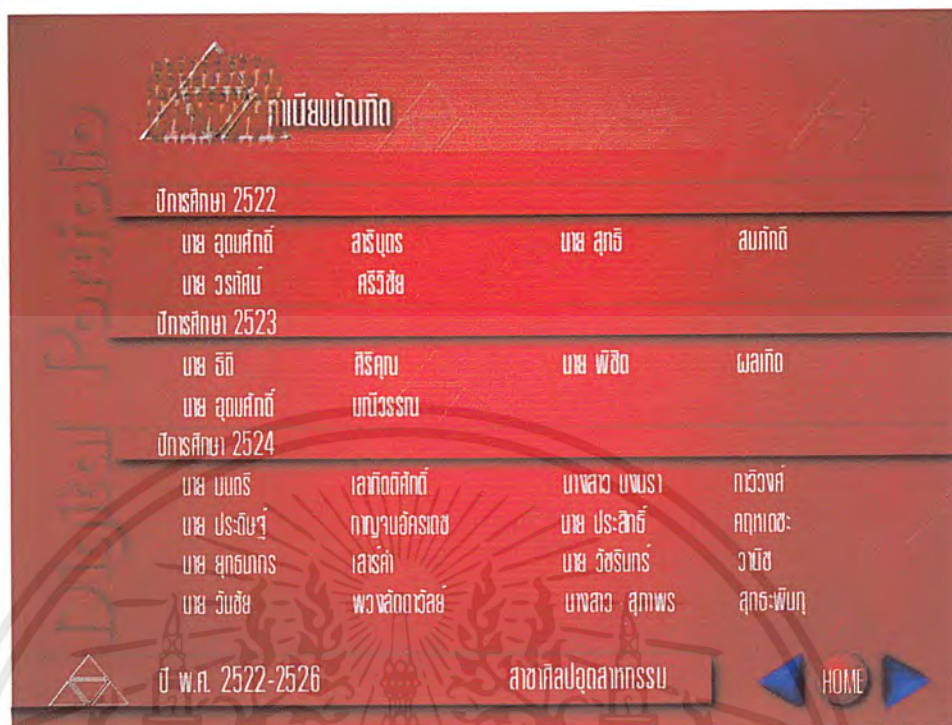 ทำเนียบบัณฑิต
Digital Portfolio
ปีการศึกษา 2522
นาย อุดมศักดิ์ สาริบุตร นาย สุทธิ สมภักดี
นาย วรทัศน์ ศรีวิชัย
ปีการศึกษา 2523
นาย ธิติ ศิริคุณ นาย พิชิต ผลเกิด
นาย อุดมศักดิ์ มณีวรรณ
ปีการศึกษา 2524
นาย มนตรี เลากิตติศักดิ์ นางสาว นงนรา กาวิวงศ์
นาย ประดิษฐ์ กาญจนอัครเดช นาย ประสิทธิ์ คฤหเดชะ
นาย ยุทธนากร เสาร์คำ นาย วัชรินทร์ วานิช
นาย วันชัย พวงลัดดาวัลย์ นางสาว สุภาพร สุทธะพินทุ
ปี พ.ศ. 2522-2526 สาขาศิลปอุตสาหกรรม HOME